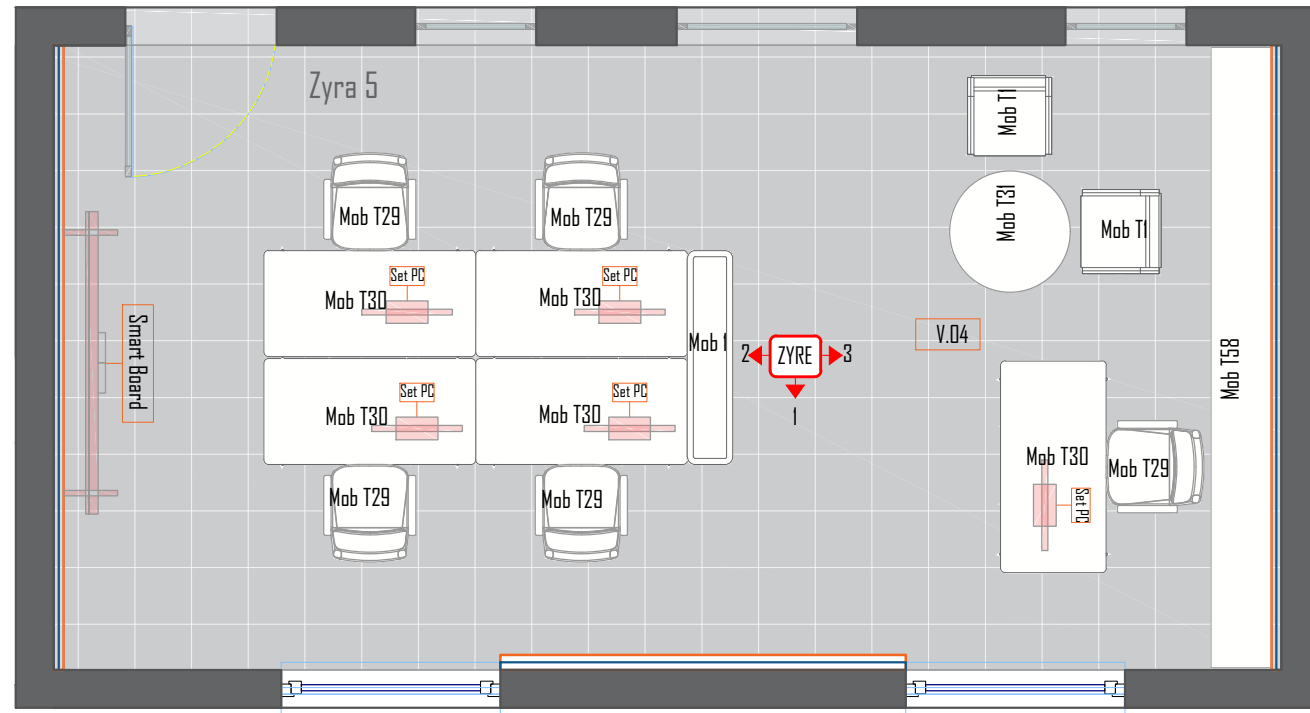 Zyra 5
Mob T1
Mob T29
Mob T29
Mob T31
Mob T1
Set PC
Set PC
Mob T30
Mob T30
Smart Board
V.04
Mob 1
2
ZYRE
3
Mob T58
Set PC
Set PC
Mob T30
Mob T30
1
Mob T30
Mob T29
Mob T29
Mob T29
Set PC